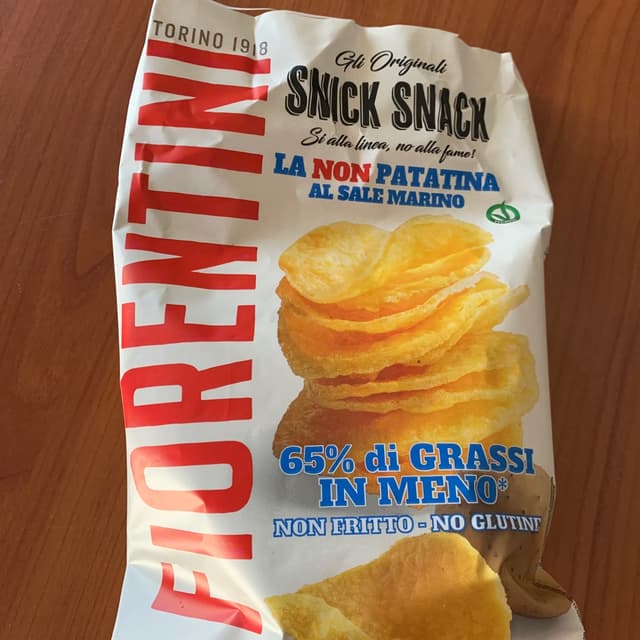 TORINO 1918
FIORENTINI
Gli Originali
SNICK SNACK
Si alla linea, no alla fame!
LA NON PATATINA
AL SALE MARINO
65% di GRASSI
IN MENO*
NON FRITTO - NO GLUTINE